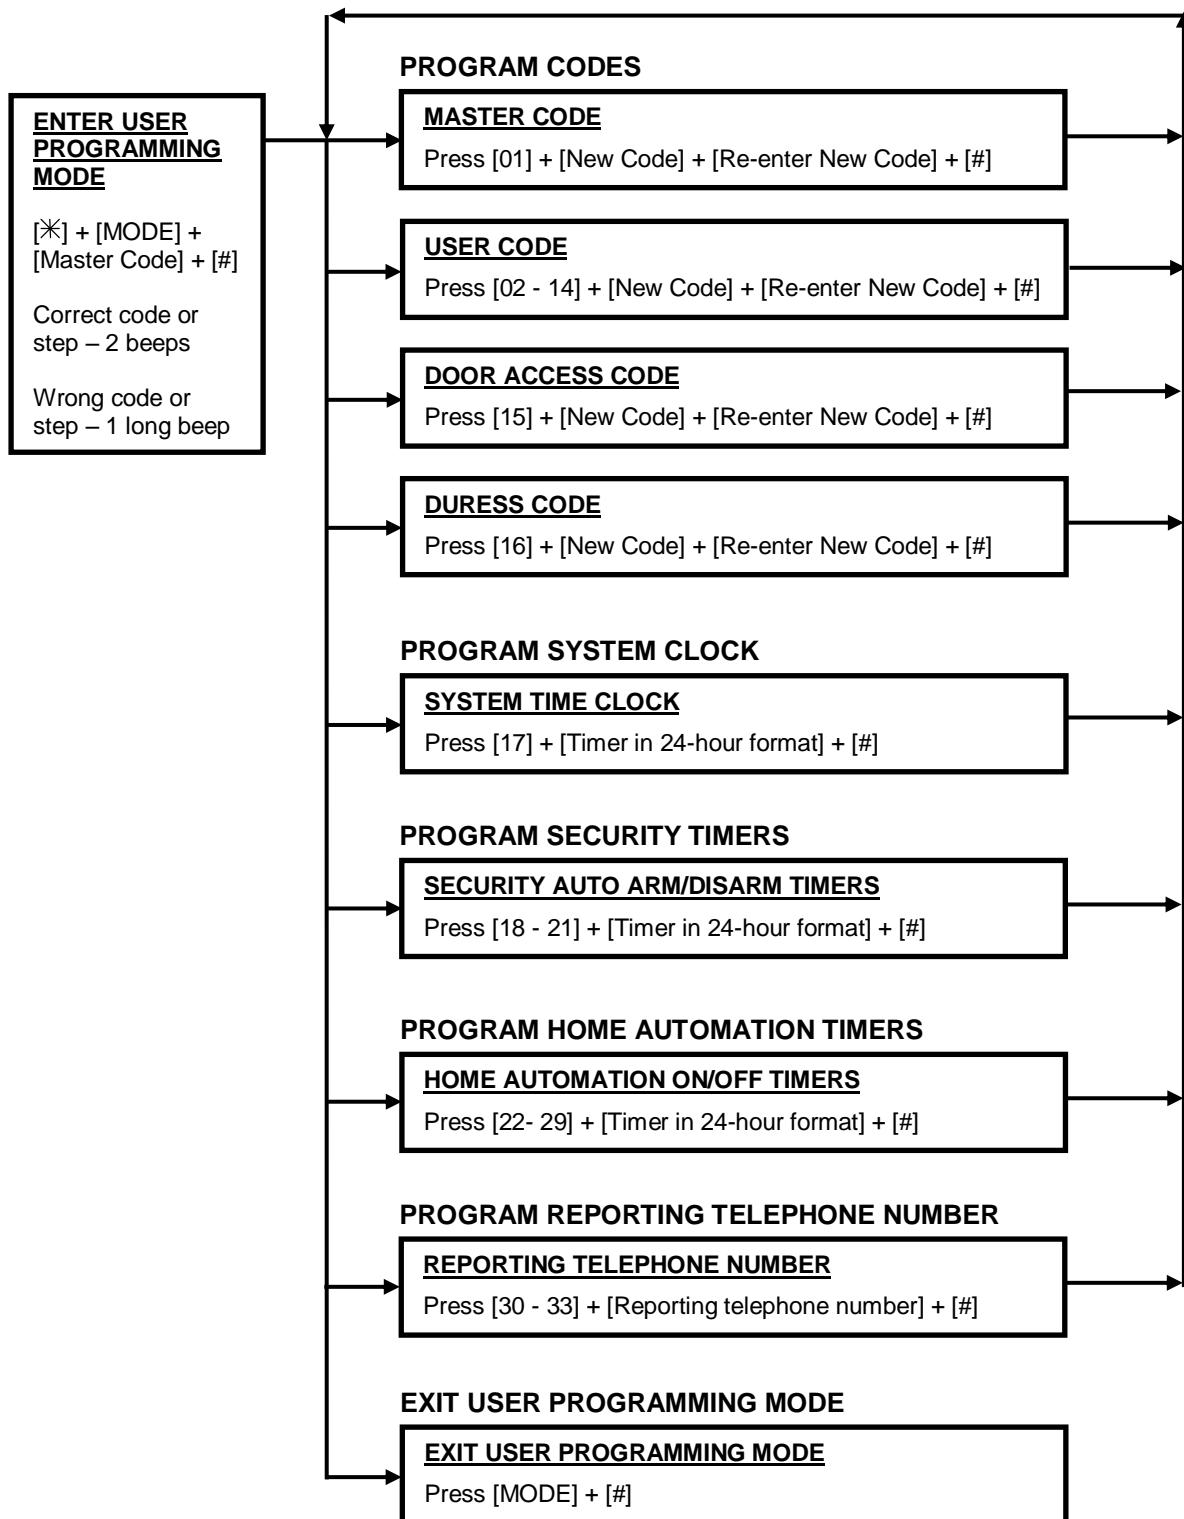 PROGRAM CODES
ENTER USER
PROGRAMMING
MODE
[✳] + [MODE] +
[Master Code] + [#]
Correct code or
step – 2 beeps
Wrong code or
step – 1 long beep
MASTER CODE
Press [01] + [New Code] + [Re-enter New Code] + [#]
USER CODE
Press [02 - 14] + [New Code] + [Re-enter New Code] + [#]
DOOR ACCESS CODE
Press [15] + [New Code] + [Re-enter New Code] + [#]
DURESS CODE
Press [16] + [New Code] + [Re-enter New Code] + [#]
PROGRAM SYSTEM CLOCK
SYSTEM TIME CLOCK
Press [17] + [Timer in 24-hour format] + [#]
PROGRAM SECURITY TIMERS
SECURITY AUTO ARM/DISARM TIMERS
Press [18 - 21] + [Timer in 24-hour format] + [#]
PROGRAM HOME AUTOMATION TIMERS
HOME AUTOMATION ON/OFF TIMERS
Press [22- 29] + [Timer in 24-hour format] + [#]
PROGRAM REPORTING TELEPHONE NUMBER
REPORTING TELEPHONE NUMBER
Press [30 - 33] + [Reporting telephone number] + [#]
EXIT USER PROGRAMMING MODE
EXIT USER PROGRAMMING MODE
Press [MODE] + [#]